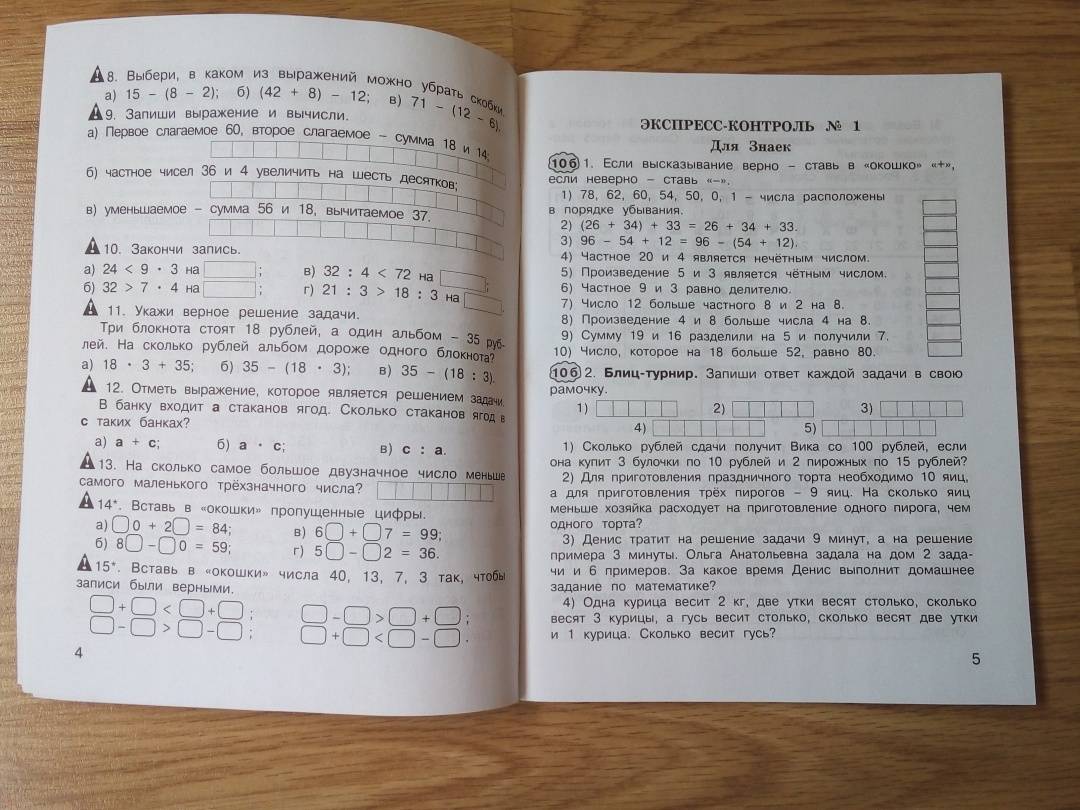 8. Выбери, в каком из выражений можно убрать скобки.
а) 15 – (8 – 2); б) (42 + 8) – 12; в) 71 – (12 – 6).
9. Запиши выражение и вычисли.
а) Первое слагаемое 60, второе слагаемое – сумма 18 и 14;
б) частное чисел 36 и 4 увеличить на шесть десятков;
в) уменьшаемое – сумма 56 и 18, вычитаемое 37.
10. Закончи запись.
а) 24 < 9 · 3 на ; в) 32 : 4 < 72 на ;
б) 32 > 7 · 4 на ; г) 21 : 3 > 18 : 3 на .
11. Укажи верное решение задачи.
Три блокнота стоят 18 рублей, а один альбом – 35 руб-
лей. На сколько рублей альбом дороже одного блокнота?
а) 18 · 3 + 35; б) 35 – (18 · 3); в) 35 – (18 : 3).
12. Отметь выражение, которое является решением задачи.
В банку входит а стаканов ягод. Сколько стаканов ягод в
с таких банках?
а) а + с; б) а · с; в) с : а.
13. На сколько самое большое двузначное число меньше
самого маленького трёхзначного числа?
14*. Вставь в «окошки» пропущенные цифры.
а) 0 + 2 = 84; в) 6 + 7 = 99;
б) 8 – 0 = 59; г) 5 – 2 = 36.
15*. Вставь в «окошки» числа 40, 13, 7, 3 так, чтобы
записи были верными.
+ < + ; – > + ;
– > – ; + < – .
4
ЭКСПРЕСС-КОНТРОЛЬ № 1
Для Знаек
10б 1. Если высказывание верно – ставь в «окошко» «+»,
если неверно – ставь «–».
1) 78, 62, 60, 54, 50, 0, 1 – числа расположены
в порядке убывания.
2) (26 + 34) + 33 = 26 + 34 + 33.
3) 96 – 54 + 12 = 96 – (54 + 12).
4) Частное 20 и 4 является нечётным числом.
5) Произведение 5 и 3 является чётным числом.
6) Частное 9 и 3 равно делителю.
7) Число 12 больше частного 8 и 2 на 8.
8) Произведение 4 и 8 больше числа 4 на 8.
9) Сумму 19 и 16 разделили на 5 и получили 7.
10) Число, которое на 18 больше 52, равно 80.
10б 2. Блиц-турнир. Запиши ответ каждой задачи в свою
рамочку.
1) 2) 3)
4) 5)
1) Сколько рублей сдачи получит Вика со 100 рублей, если
она купит 3 булочки по 10 рублей и 2 пирожных по 15 рублей?
2) Для приготовления праздничного торта необходимо 10 яиц,
а для приготовления трёх пирогов – 9 яиц. На сколько яиц
меньше хозяйка расходует на приготовление одного пирога, чем
одного торта?
3) Денис тратит на решение задачи 9 минут, а на решение
примера 3 минуты. Ольга Анатольевна задала на дом 2 зада-
чи и 6 примеров. За какое время Денис выполнит домашнее
задание по математике?
4) Одна курица весит 2 кг, две утки весят столько, сколько
весят 3 курицы, а гусь весит столько, сколько весят две утки
и 1 курица. Сколько весит гусь?
5